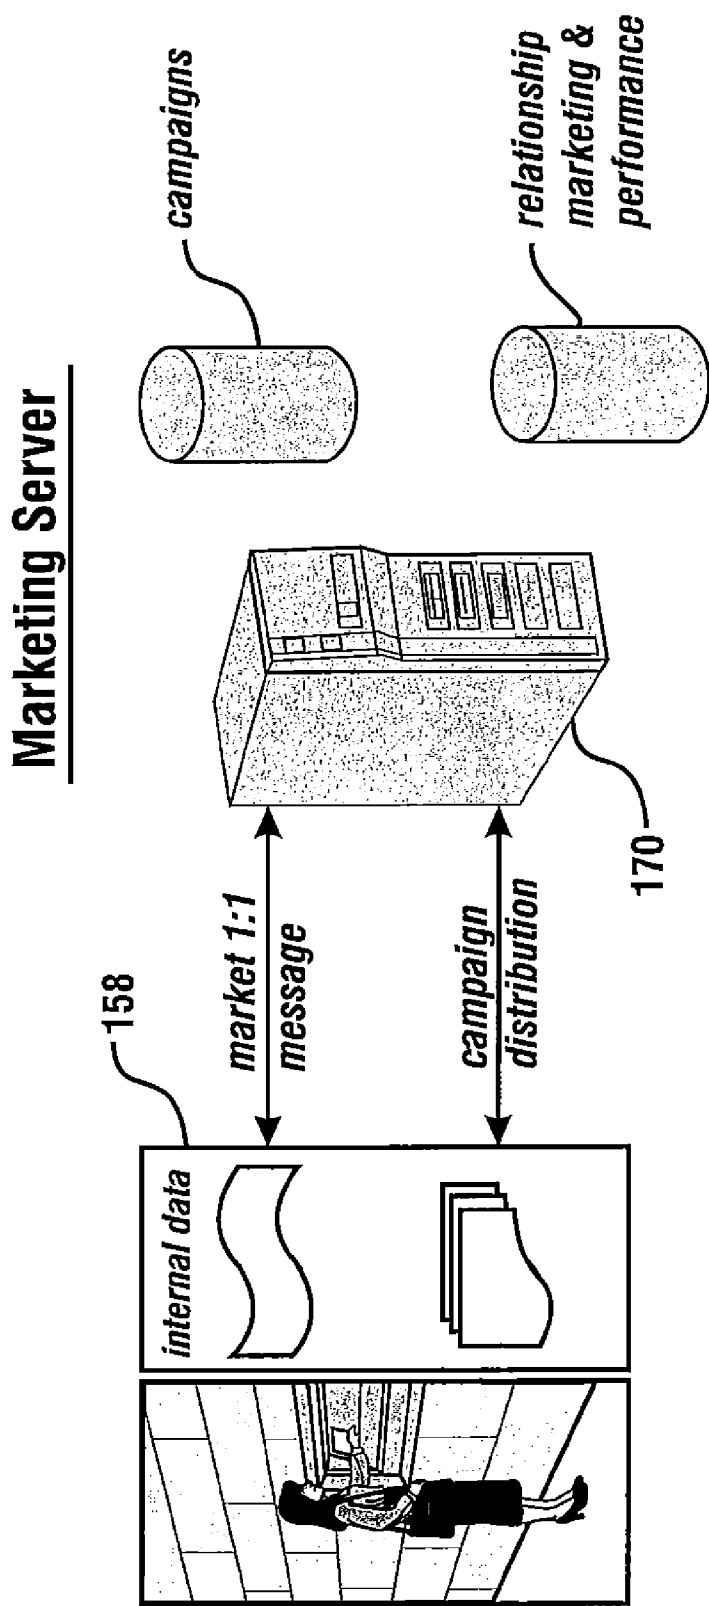 Marketing Server
158
internal data
market 1:1
message
campaign
distribution
170
campaigns
relationship
marketing &
performance